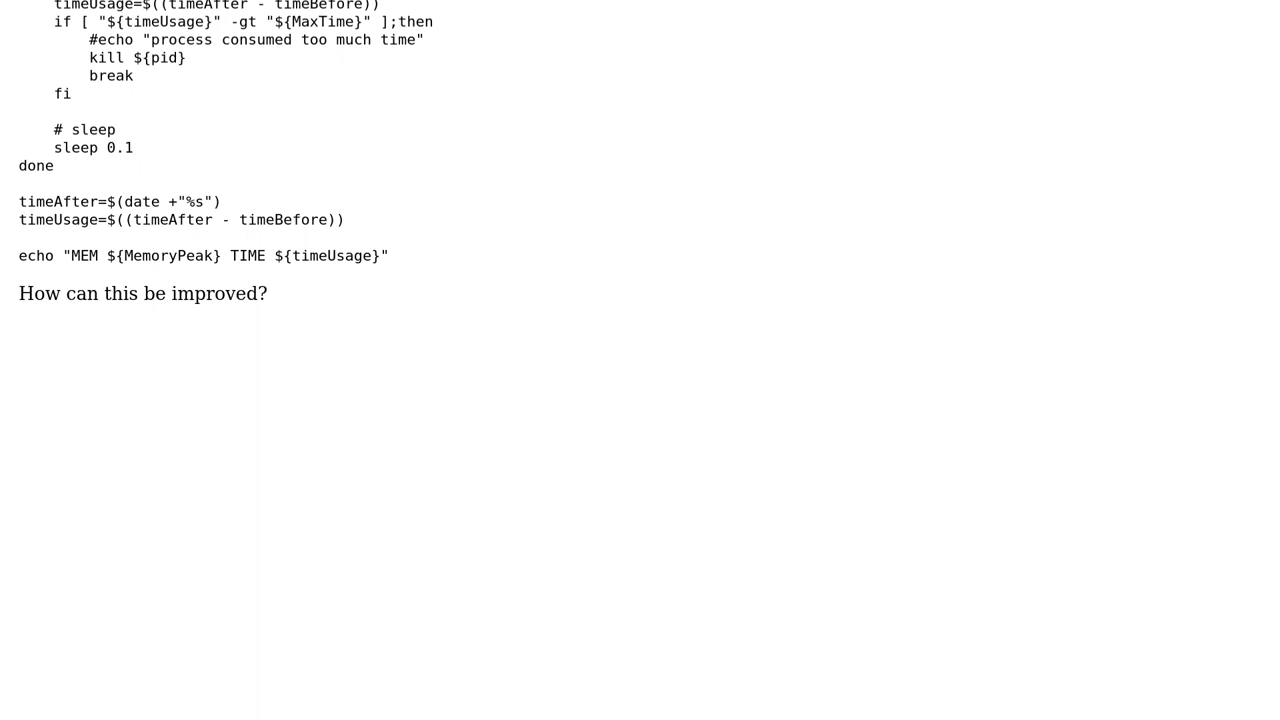 timeUsage=$((timeAfter - timeBefore))
    if [ "${timeUsage}" -gt "${MaxTime}" ];then
        #echo "process consumed too much time"
        kill ${pid}
        break
    fi

    # sleep
    sleep 0.1
done

timeAfter=$(date +"%s")
timeUsage=$((timeAfter - timeBefore))

echo "MEM ${MemoryPeak} TIME ${timeUsage}"

How can this be improved?